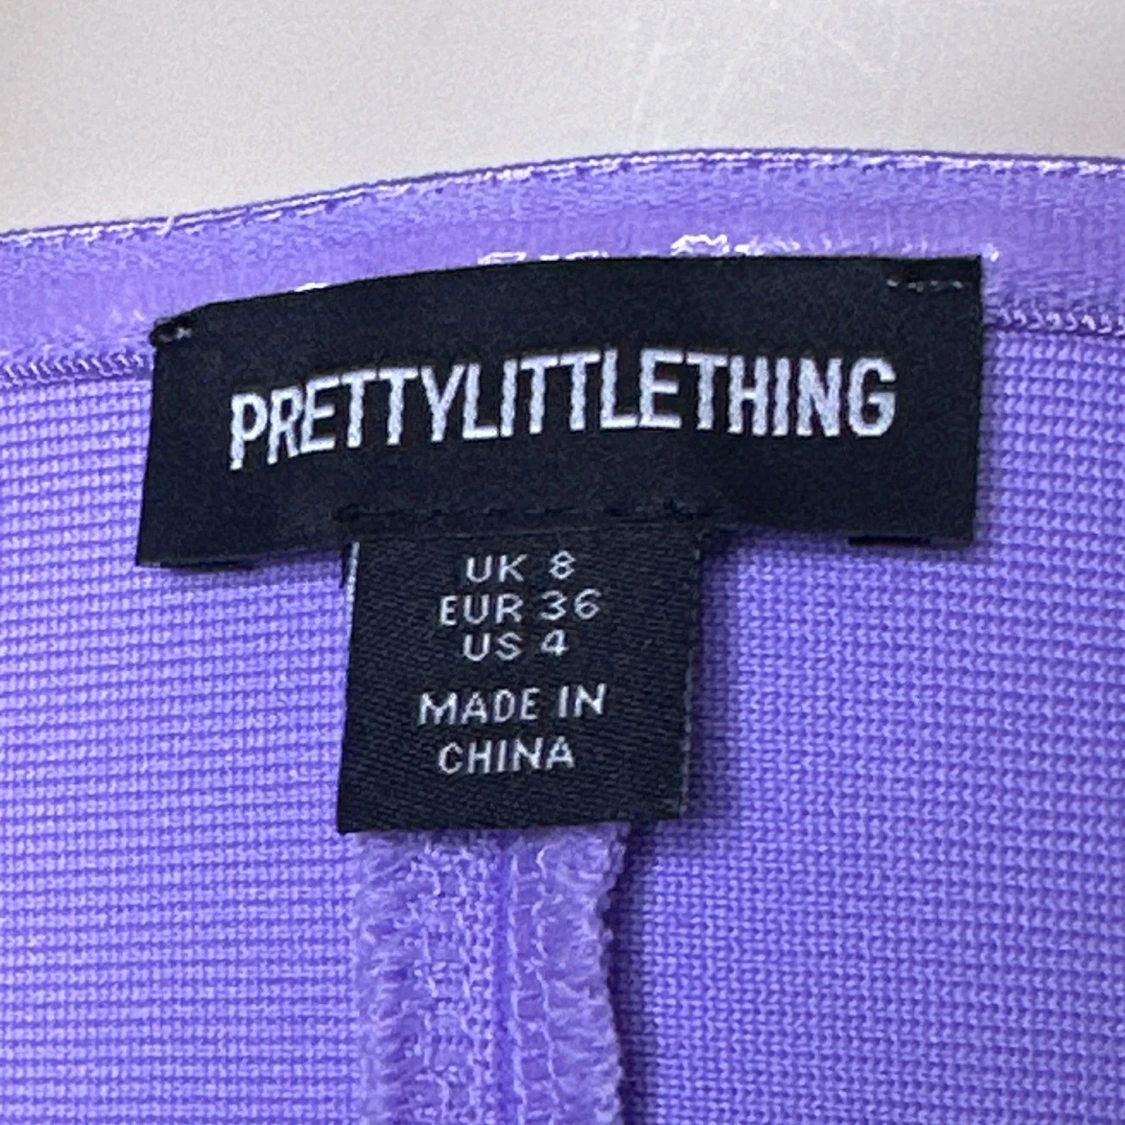 PRETTYLITTLETHING
UK 8
EUR 36
US 4
MADE IN
CHINA